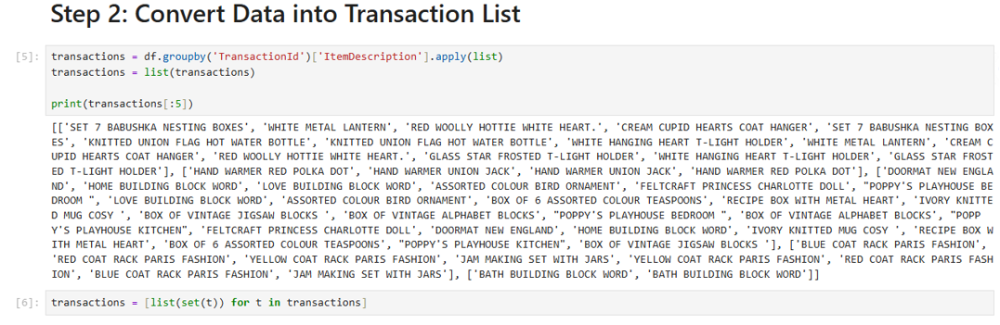 Step 2: Convert Data into Transaction List
[5]: transactions = df.groupby('TransactionId')['ItemDescription'].apply(list)
transactions = list(transactions)
print(transactions[:5])
[['SET 7 BABUSHKA NESTING BOXES', 'WHITE METAL LANTERN', 'RED WOOLLY HOTTIE WHITE HEART.', 'CREAM CUPID HEARTS COAT HANGER', 'SET 7 BABUSHKA NESTING BOX
ES', 'KNITTED UNION FLAG HOT WATER BOTTLE', 'KNITTED UNION FLAG HOT WATER BOTTLE', 'WHITE HANGING HEART T-LIGHT HOLDER', 'WHITE METAL LANTERN', 'CREAM C
UPID HEARTS COAT HANGER', 'RED WOOLLY HOTTIE WHITE HEART.', 'GLASS STAR FROSTED T-LIGHT HOLDER', 'WHITE HANGING HEART T-LIGHT HOLDER', 'GLASS STAR FROST
ED T-LIGHT HOLDER'], ['HAND WARMER RED POLKA DOT', 'HAND WARMER UNION JACK', 'HAND WARMER UNION JACK', 'HAND WARMER RED POLKA DOT'], ['DOORMAT NEW ENGLA
ND', 'HOME BUILDING BLOCK WORD', 'LOVE BUILDING BLOCK WORD', 'ASSORTED COLOUR BIRD ORNAMENT', 'FELTCRAFT PRINCESS CHARLOTTE DOLL', "POPPY'S PLAYHOUSE BE
DROOM ", 'LOVE BUILDING BLOCK WORD', 'ASSORTED COLOUR BIRD ORNAMENT', 'BOX OF 6 ASSORTED COLOUR TEASPOONS', 'RECIPE BOX WITH METAL HEART', 'IVORY KNITTE
D MUG COSY ', 'BOX OF VINTAGE JIGSAW BLOCKS ', 'BOX OF VINTAGE ALPHABET BLOCKS', "POPPY'S PLAYHOUSE BEDROOM ", 'BOX OF VINTAGE ALPHABET BLOCKS', "POPP
Y'S PLAYHOUSE KITCHEN", 'FELTCRAFT PRINCESS CHARLOTTE DOLL', 'DOORMAT NEW ENGLAND', 'HOME BUILDING BLOCK WORD', 'IVORY KNITTED MUG COSY ', 'RECIPE BOX W
ITH METAL HEART', 'BOX OF 6 ASSORTED COLOUR TEASPOONS', "POPPY'S PLAYHOUSE KITCHEN", 'BOX OF VINTAGE JIGSAW BLOCKS '], ['BLUE COAT RACK PARIS FASHION',
'RED COAT RACK PARIS FASHION', 'YELLOW COAT RACK PARIS FASHION', 'JAM MAKING SET WITH JARS', 'YELLOW COAT RACK PARIS FASHION', 'RED COAT RACK PARIS FASH
ION', 'BLUE COAT RACK PARIS FASHION', 'JAM MAKING SET WITH JARS'], ['BATH BUILDING BLOCK WORD', 'BATH BUILDING BLOCK WORD']]
[6]: transactions = [list(set(t)) for t in transactions]